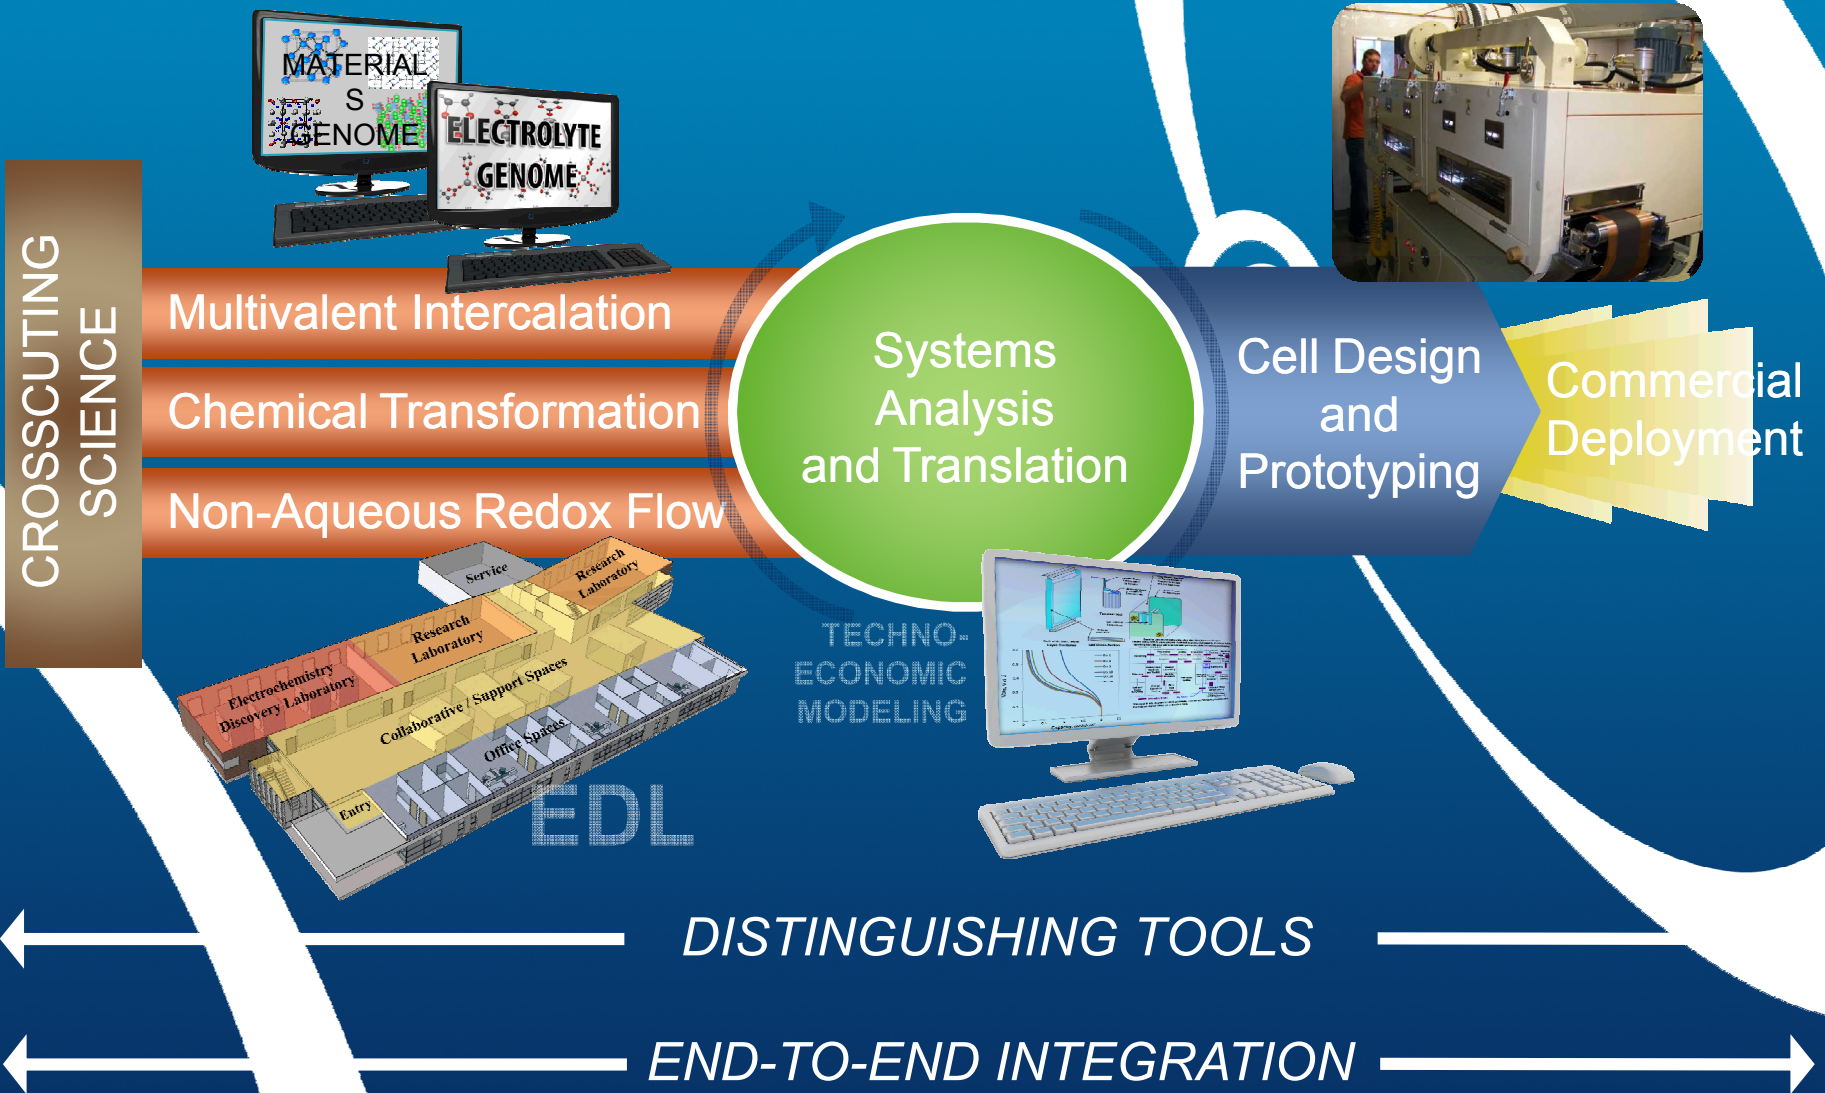 MATERIAL
S
GENOME
ELECTROLYTE
GENOME
CROSSCUTING
SCIENCE
Multivalent Intercalation
Chemical Transformation
Non-Aqueous Redox Flow
Systems
Analysis
and Translation
Cell Design
and
Prototyping
Commercial
Deployment
Service
Research
Laboratory
Research
Laboratory
Electrochemistry
Discovery Laboratory
Collaborative / Support Spaces
Office Spaces
Entry
EDL
TECHNO-
ECONOMIC
MODELING
DISTINGUISHING TOOLS
END-TO-END INTEGRATION